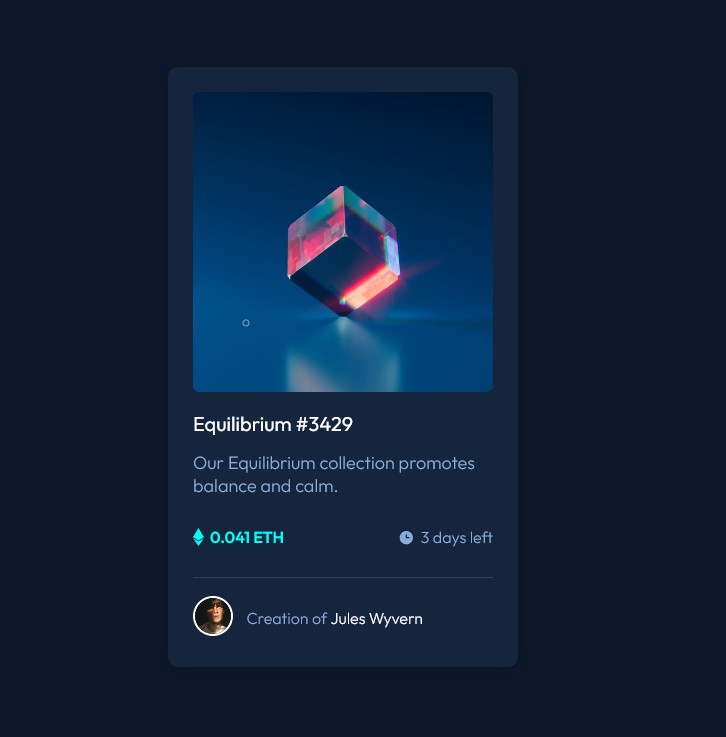 Equilibrium #3429
Our Equilibrium collection promotes
balance and calm.
0.041 ETH
3 days left
Creation of Jules Wyvern